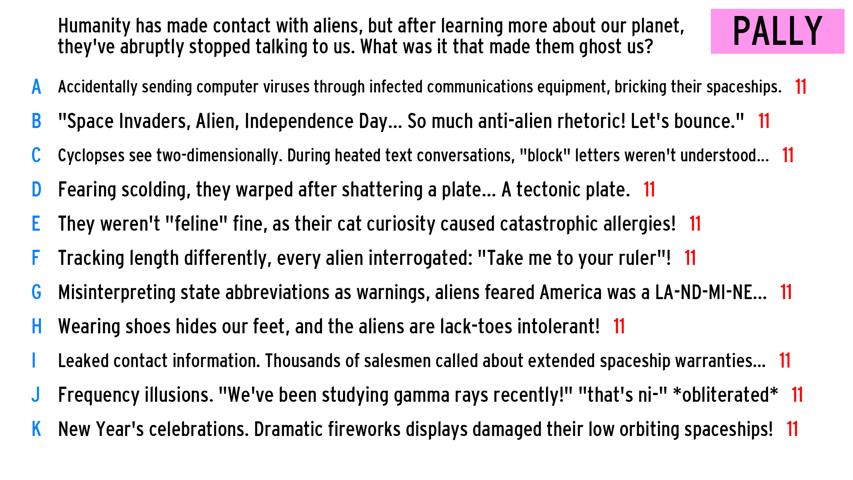 Humanity has made contact with aliens, but after learning more about our planet,
they've abruptly stopped talking to us. What was it that made them ghost us?
PALLY
A Accidentally sending computer viruses through infected communications equipment, bricking their spaceships. 11
B "Space Invaders, Alien, Independence Day... So much anti-alien rhetoric! Let's bounce." 11
C Cyclopses see two-dimensionally. During heated text conversations, "block" letters weren't understood... 11
D Fearing scolding, they warped after shattering a plate... A tectonic plate. 11
E They weren't "feline" fine, as their cat curiosity caused catastrophic allergies! 11
F Tracking length differently, every alien interrogated: "Take me to your ruler"! 11
G Misinterpreting state abbreviations as warnings, aliens feared America was a LA-ND-MI-NE... 11
H Wearing shoes hides our feet, and the aliens are lack-toes intolerant! 11
I Leaked contact information. Thousands of salesmen called about extended spaceship warranties... 11
J Frequency illusions. "We've been studying gamma rays recently!" "that's ni-" *obliterated* 11
K New Year's celebrations. Dramatic fireworks displays damaged their low orbiting spaceships! 11